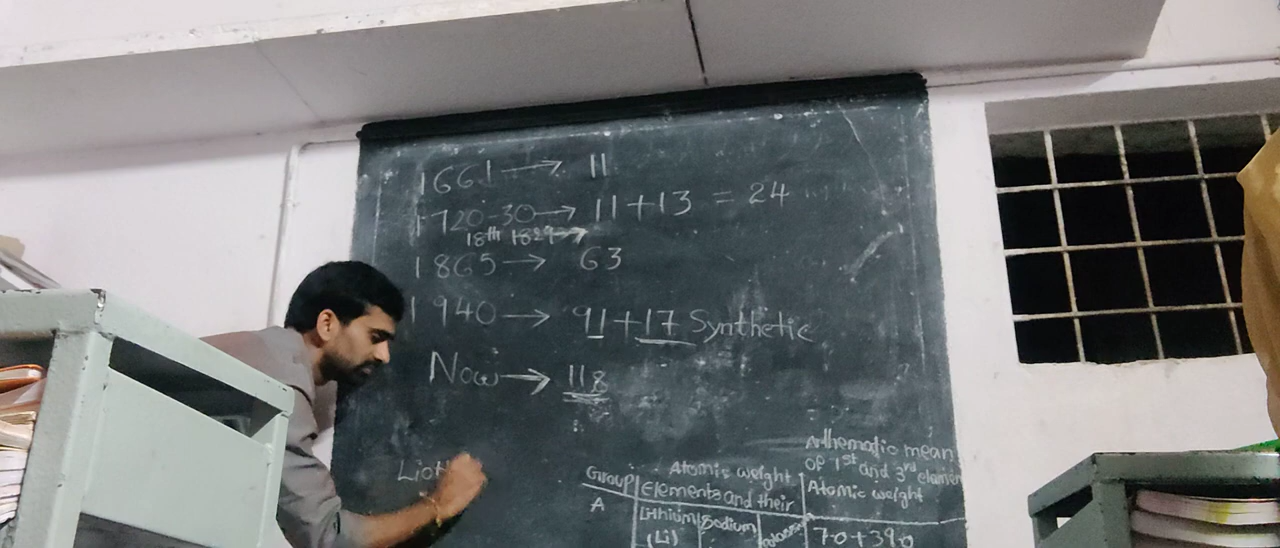 1661 → 11
1720-30 → 11+13 = 24
18th 1829 →
1865 → 63
1940 → 91+17 Synthetic
Now → 118
Group
Atomic weight
Elements and their
Arthematic mean
of 1st and 3rd elemen
Atomic weight
A
Lithium
(Li)
Sodium
7.0+39.0